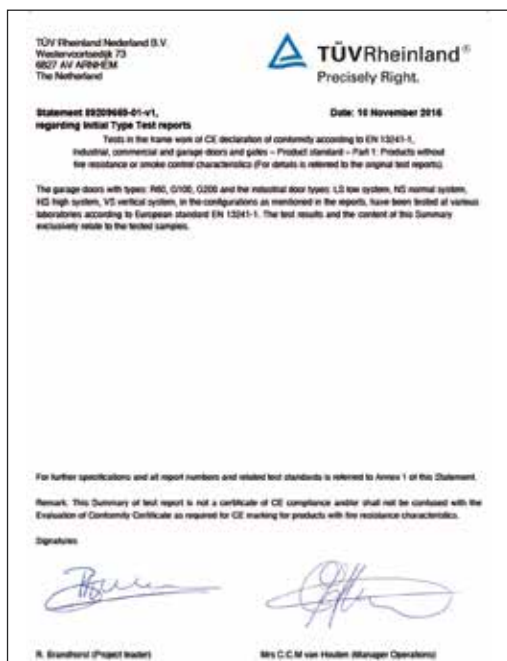 TÜV Rheinland Nederland B.V.
Westervoortsedijk 73
6827 AV ARNHEM
The Netherland
TÜVRheinland®
Precisely Right.
Statement 89209669-01-v1,
Date: 16 November 2016
regarding Initial Type Test reports
Tests in the frame work of CE declaration of conformity according to EN 13241-1,
Industrial, commercial and garage doors and gates – Product standard – Part 1: Products without
fire resistance or smoke control characteristics (For details is referred to the original test reports).
The garage doors with types: R60, G100, G200 and the industrial door types: LS low system, NS normal system,
HS high system, VS vertical system, in the configurations as mentioned in the reports, have been tested at various
laboratories according to European standard EN 13241-1. The test results and the content of this Summary
exclusively relate to the tested samples.
For further specifications and all report numbers and related test standards is referred to Annex 1 of this Statement.
Remark: This Summary of test report is not a certificate of CE compliance and/or shall not be confused with the
Evaluation of Conformity Certificate as required for CE marking for products with fire resistance characteristics.
Signatures
R. Brandhorst (Project leader)
Mrs C.C.M van Houten (Manager Operations)